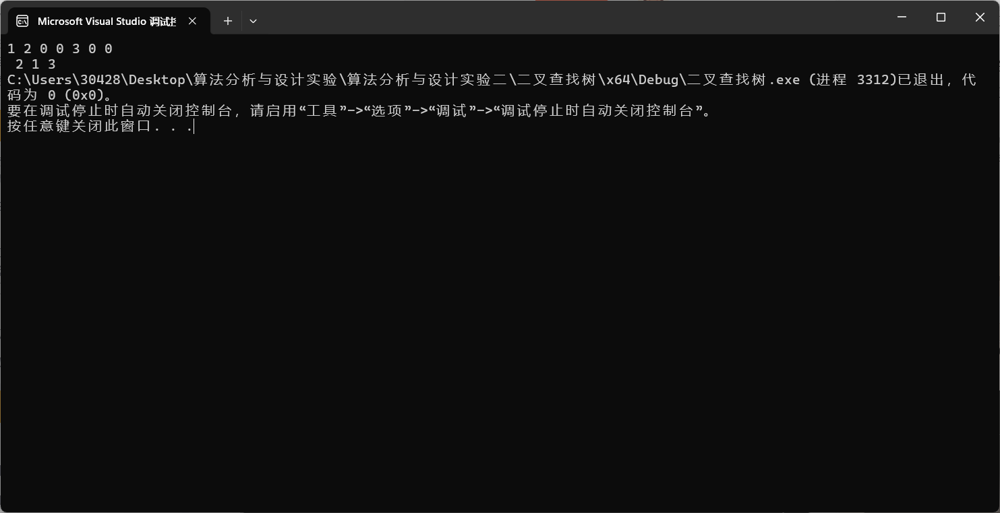 Microsoft Visual Studio 调试
1 2 0 0 3 0 0
2 1 3
C:\Users\30428\Desktop\算法分析与设计实验\算法分析与设计实验二\二叉查找树\x64\Debug\二叉查找树.exe (进程 3312)已退出，代
码为 0 (0x0)。
要在调试停止时自动关闭控制台，请启用“工具”->“选项”->“调试”->“调试停止时自动关闭控制台”。
按任意键关闭此窗口. . .